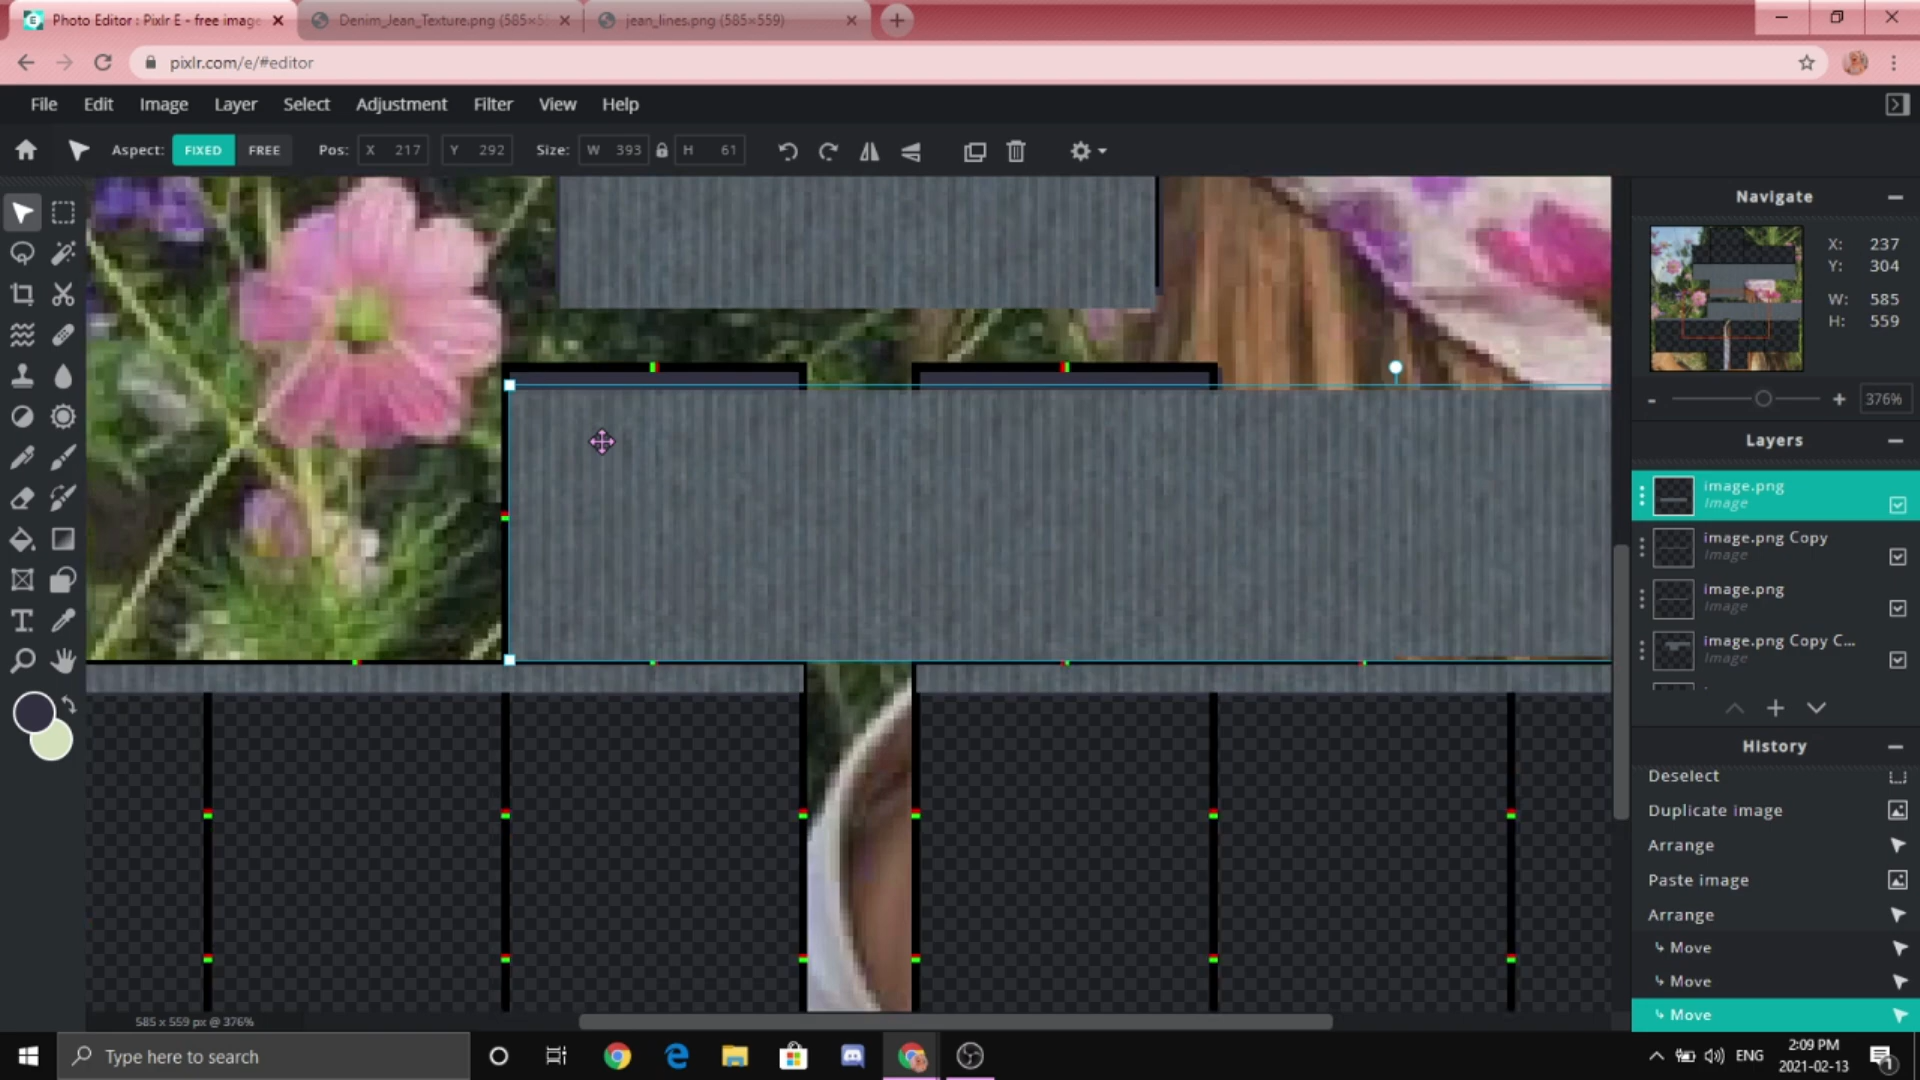 Photo Editor : Pixlr E - free image
Denim_Jean_Texture.png (585×5
jean_lines.png (585×559)
pixlr.com/e/#editor
File Edit Image Layer Select Adjustment Filter View Help
Aspect: FIXED FREE Pos: X 217 Y 292 Size: W 393 H 61
Navigate
X: 237
Y: 304
W: 585
H: 559
376%
Layers
image.png
Image
image.png Copy
Image
image.png
Image
image.png Copy C...
Image
History
Deselect
Duplicate image
Arrange
Paste image
Arrange
Move
Move
Move
585 x 559 px @ 376%
Type here to search
ENG
2:09 PM
2021-02-13
1